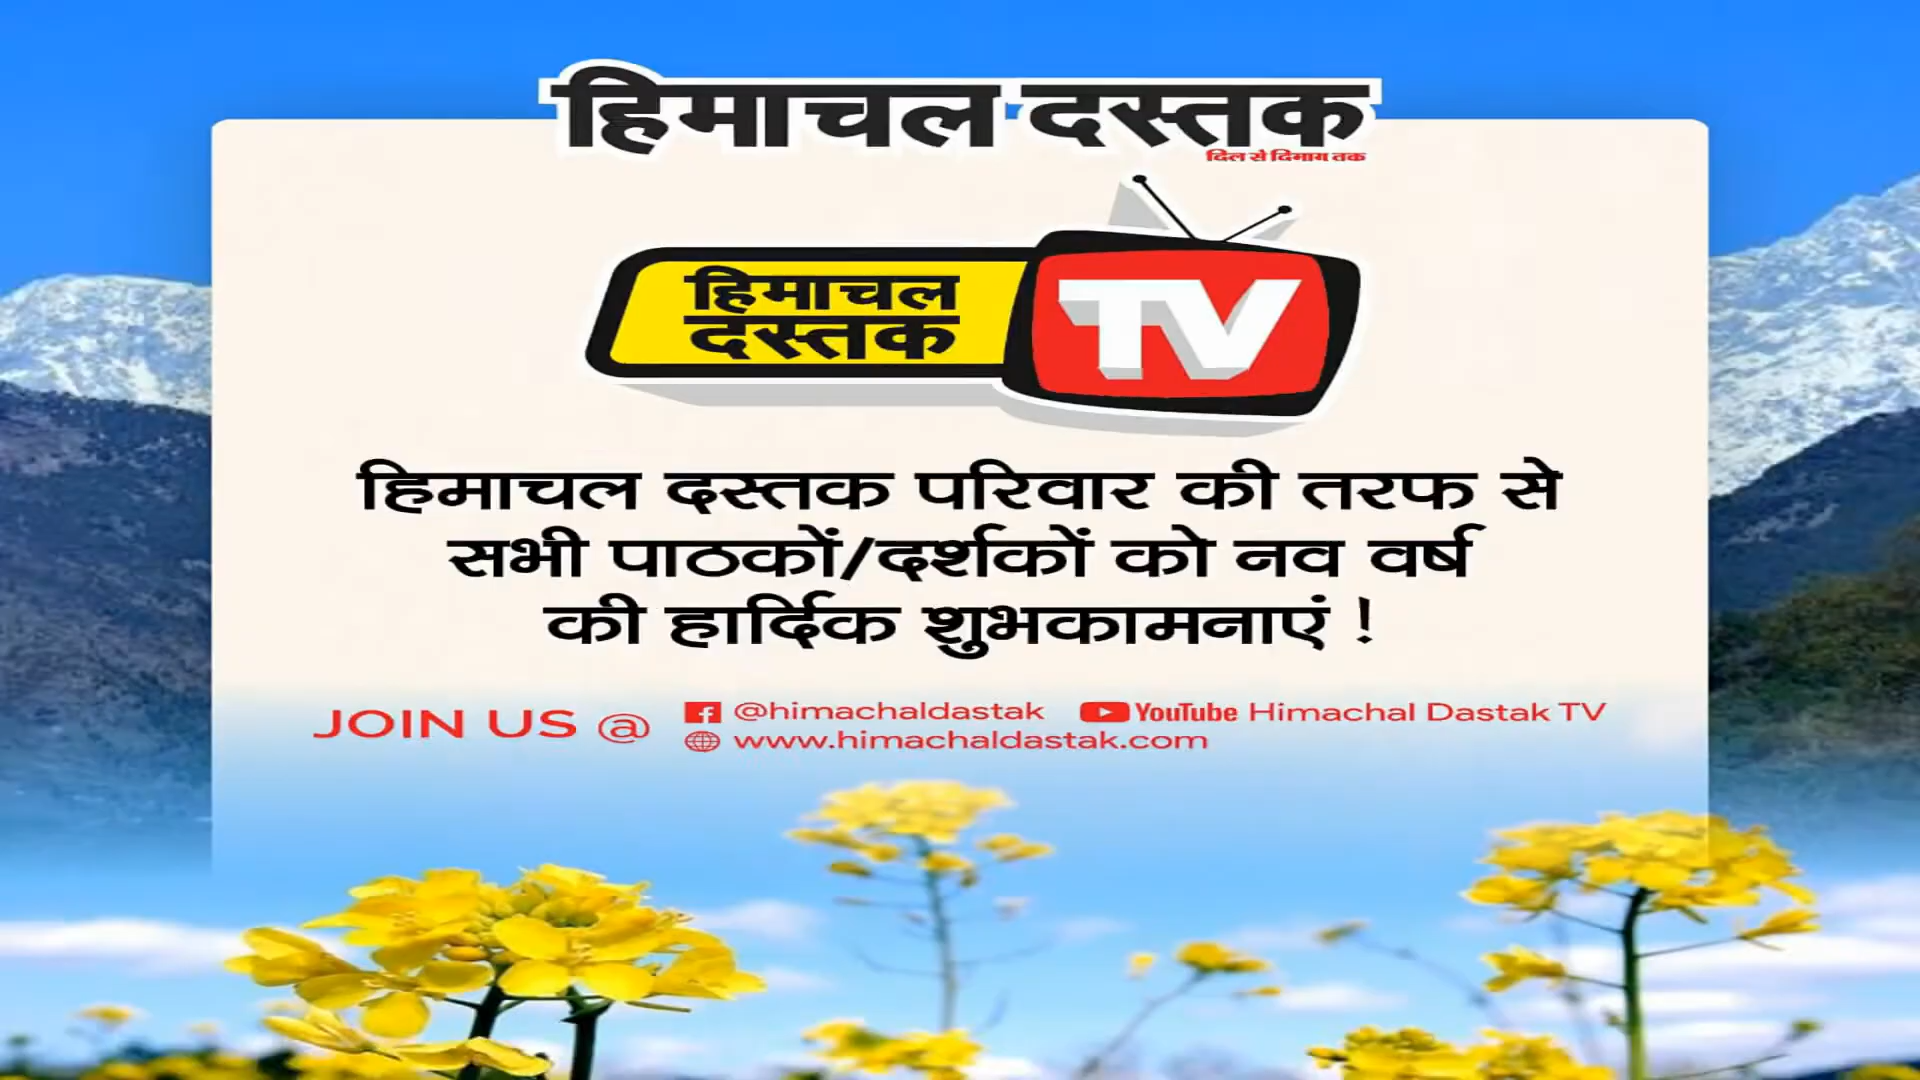 हिमाचल दस्तक
दिल से दिमाग तक
हिमाचल
दस्तक
TV
हिमाचल दस्तक परिवार की तरफ से
सभी पाठकों/दर्शकों को नव वर्ष
की हार्दिक शुभकामनाएं !
JOIN US @
@himachaldastak
YouTube Himachal Dastak TV
www.himachaldastak.com